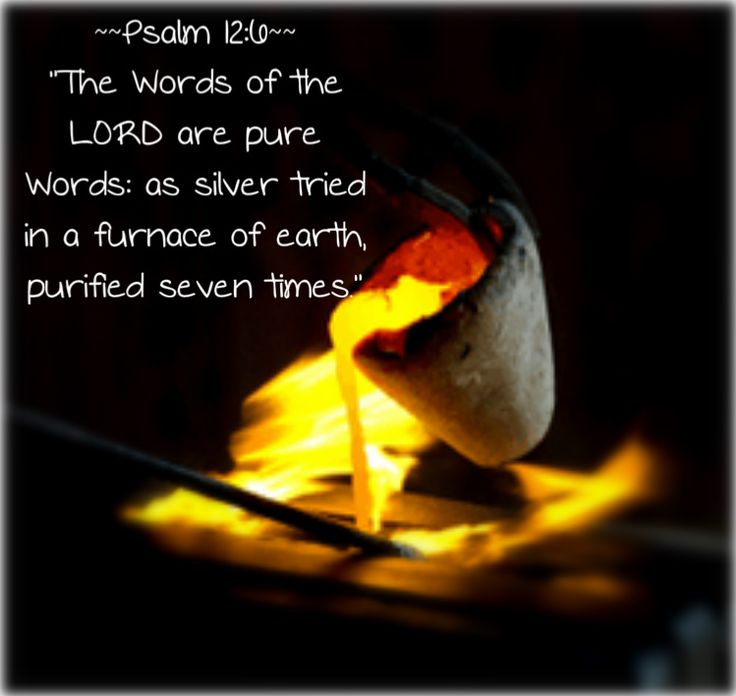 ~~Psalm 12:6~~
"The Words of the
LORD are pure
Words: as silver tried
in a furnace of earth,
purified seven times."